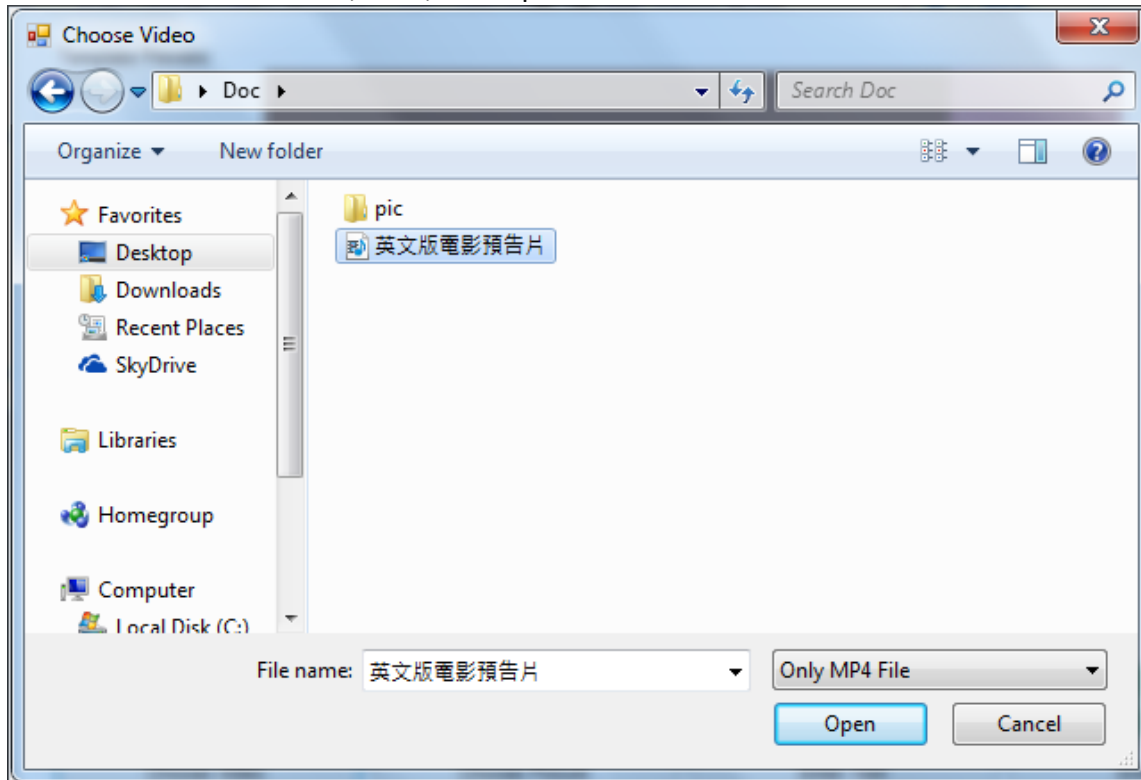 Choose Video
Doc
Search Doc
Organize
New folder
Favorites
Desktop
Downloads
Recent Places
SkyDrive
Libraries
Homegroup
Computer
Local Disk (C:)
pic
英文版電影預告片
File name: 英文版電影預告片
Only MP4 File
Open
Cancel